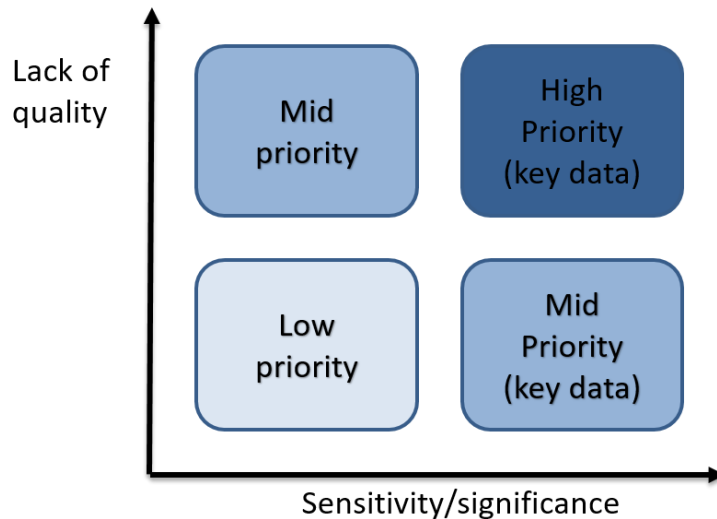 Lack of
quality
Mid
priority
High
Priority
(key data)
Low
priority
Mid
Priority
(key data)
Sensitivity/significance